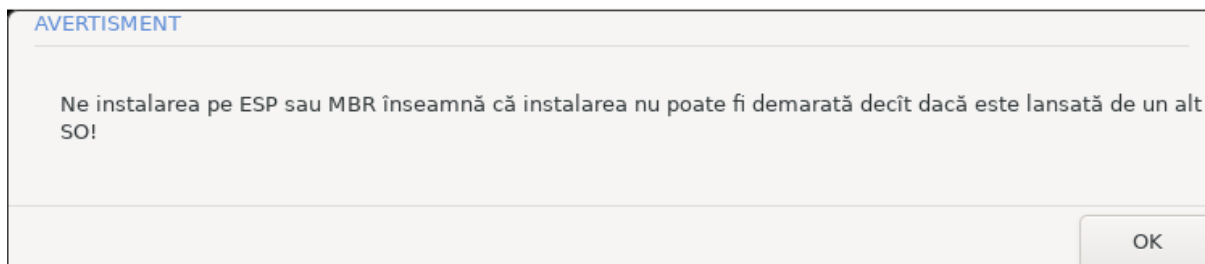 AVERTISMENT
Ne instalarea pe ESP sau MBR înseamnă că instalarea nu poate fi demarată decît dacă este lansată de un alt
SO!
OK